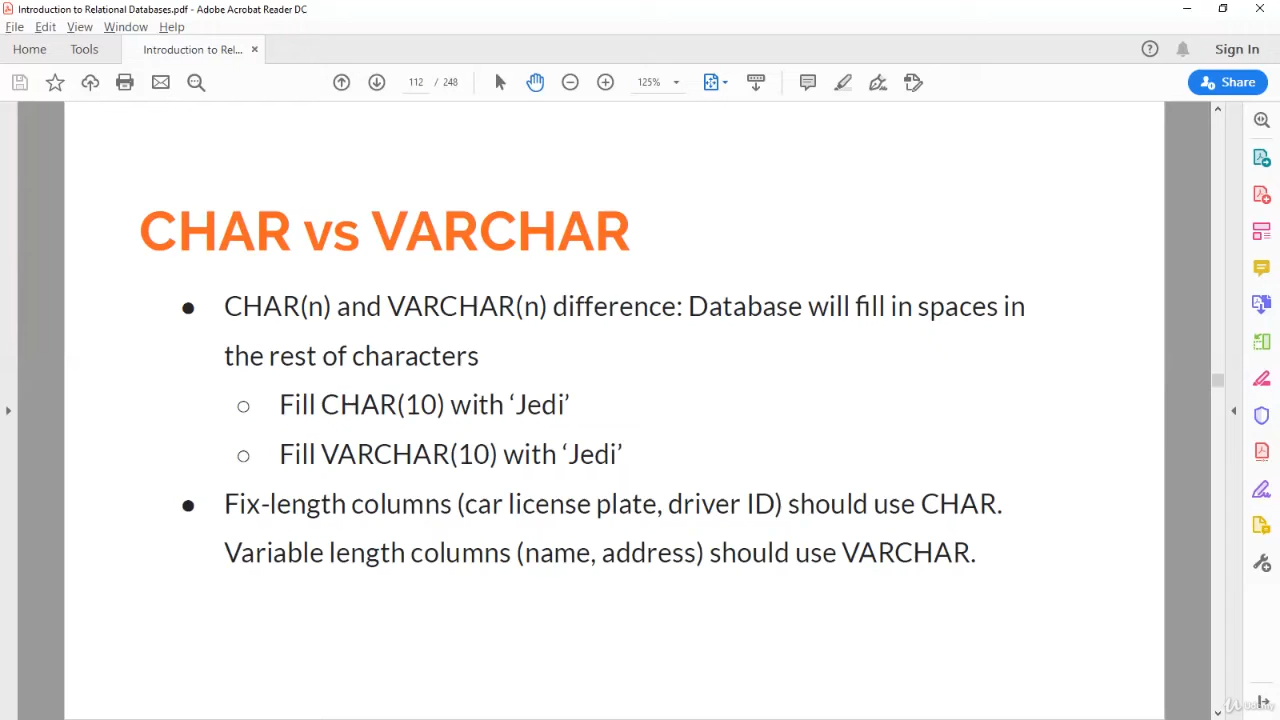 Introduction to Relational Databases.pdf - Adobe Acrobat Reader DC
File Edit View Window Help
Home Tools Introduction to Rel... × Sign In
112 / 248 125% Share
CHAR vs VARCHAR
● CHAR(n) and VARCHAR(n) difference: Database will fill in spaces in
the rest of characters
○ Fill CHAR(10) with ‘Jedi’
○ Fill VARCHAR(10) with ‘Jedi’
● Fix-length columns (car license plate, driver ID) should use CHAR.
Variable length columns (name, address) should use VARCHAR.
Udemy